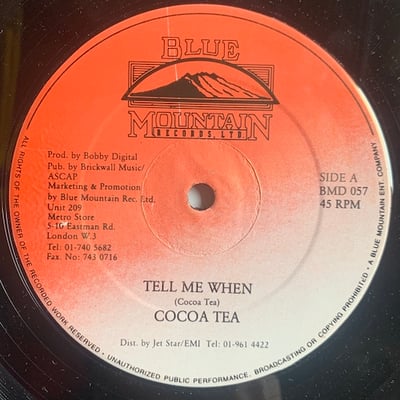 BLUE
MOUNTAIN
RECORDS, LTD.
Prod. by Bobby Digital
Pub. by Brickwall Music/
ASCAP
Marketing & Promotion
by Blue Mountain Rec. Ltd.
Unit 209
Metro Store
5-10 Eastman Rd.
London W.3
Tel: 01-740 5682
Fax. No: 743 0716
SIDE A
BMD 057
45 RPM
TELL ME WHEN
(Cocoa Tea)
COCOA TEA
Dist. by Jet Star/EMI Tel: 01-961 4422
ALL RIGHTS OF THE OWNER OF THE RECORDED WORK RESERVED - UNAUTHORIZED PUBLIC PERFORMANCE, BROADCASTING OR COPYING PROHIBITED • A BLUE MOUNTAIN ENT. COMPANY